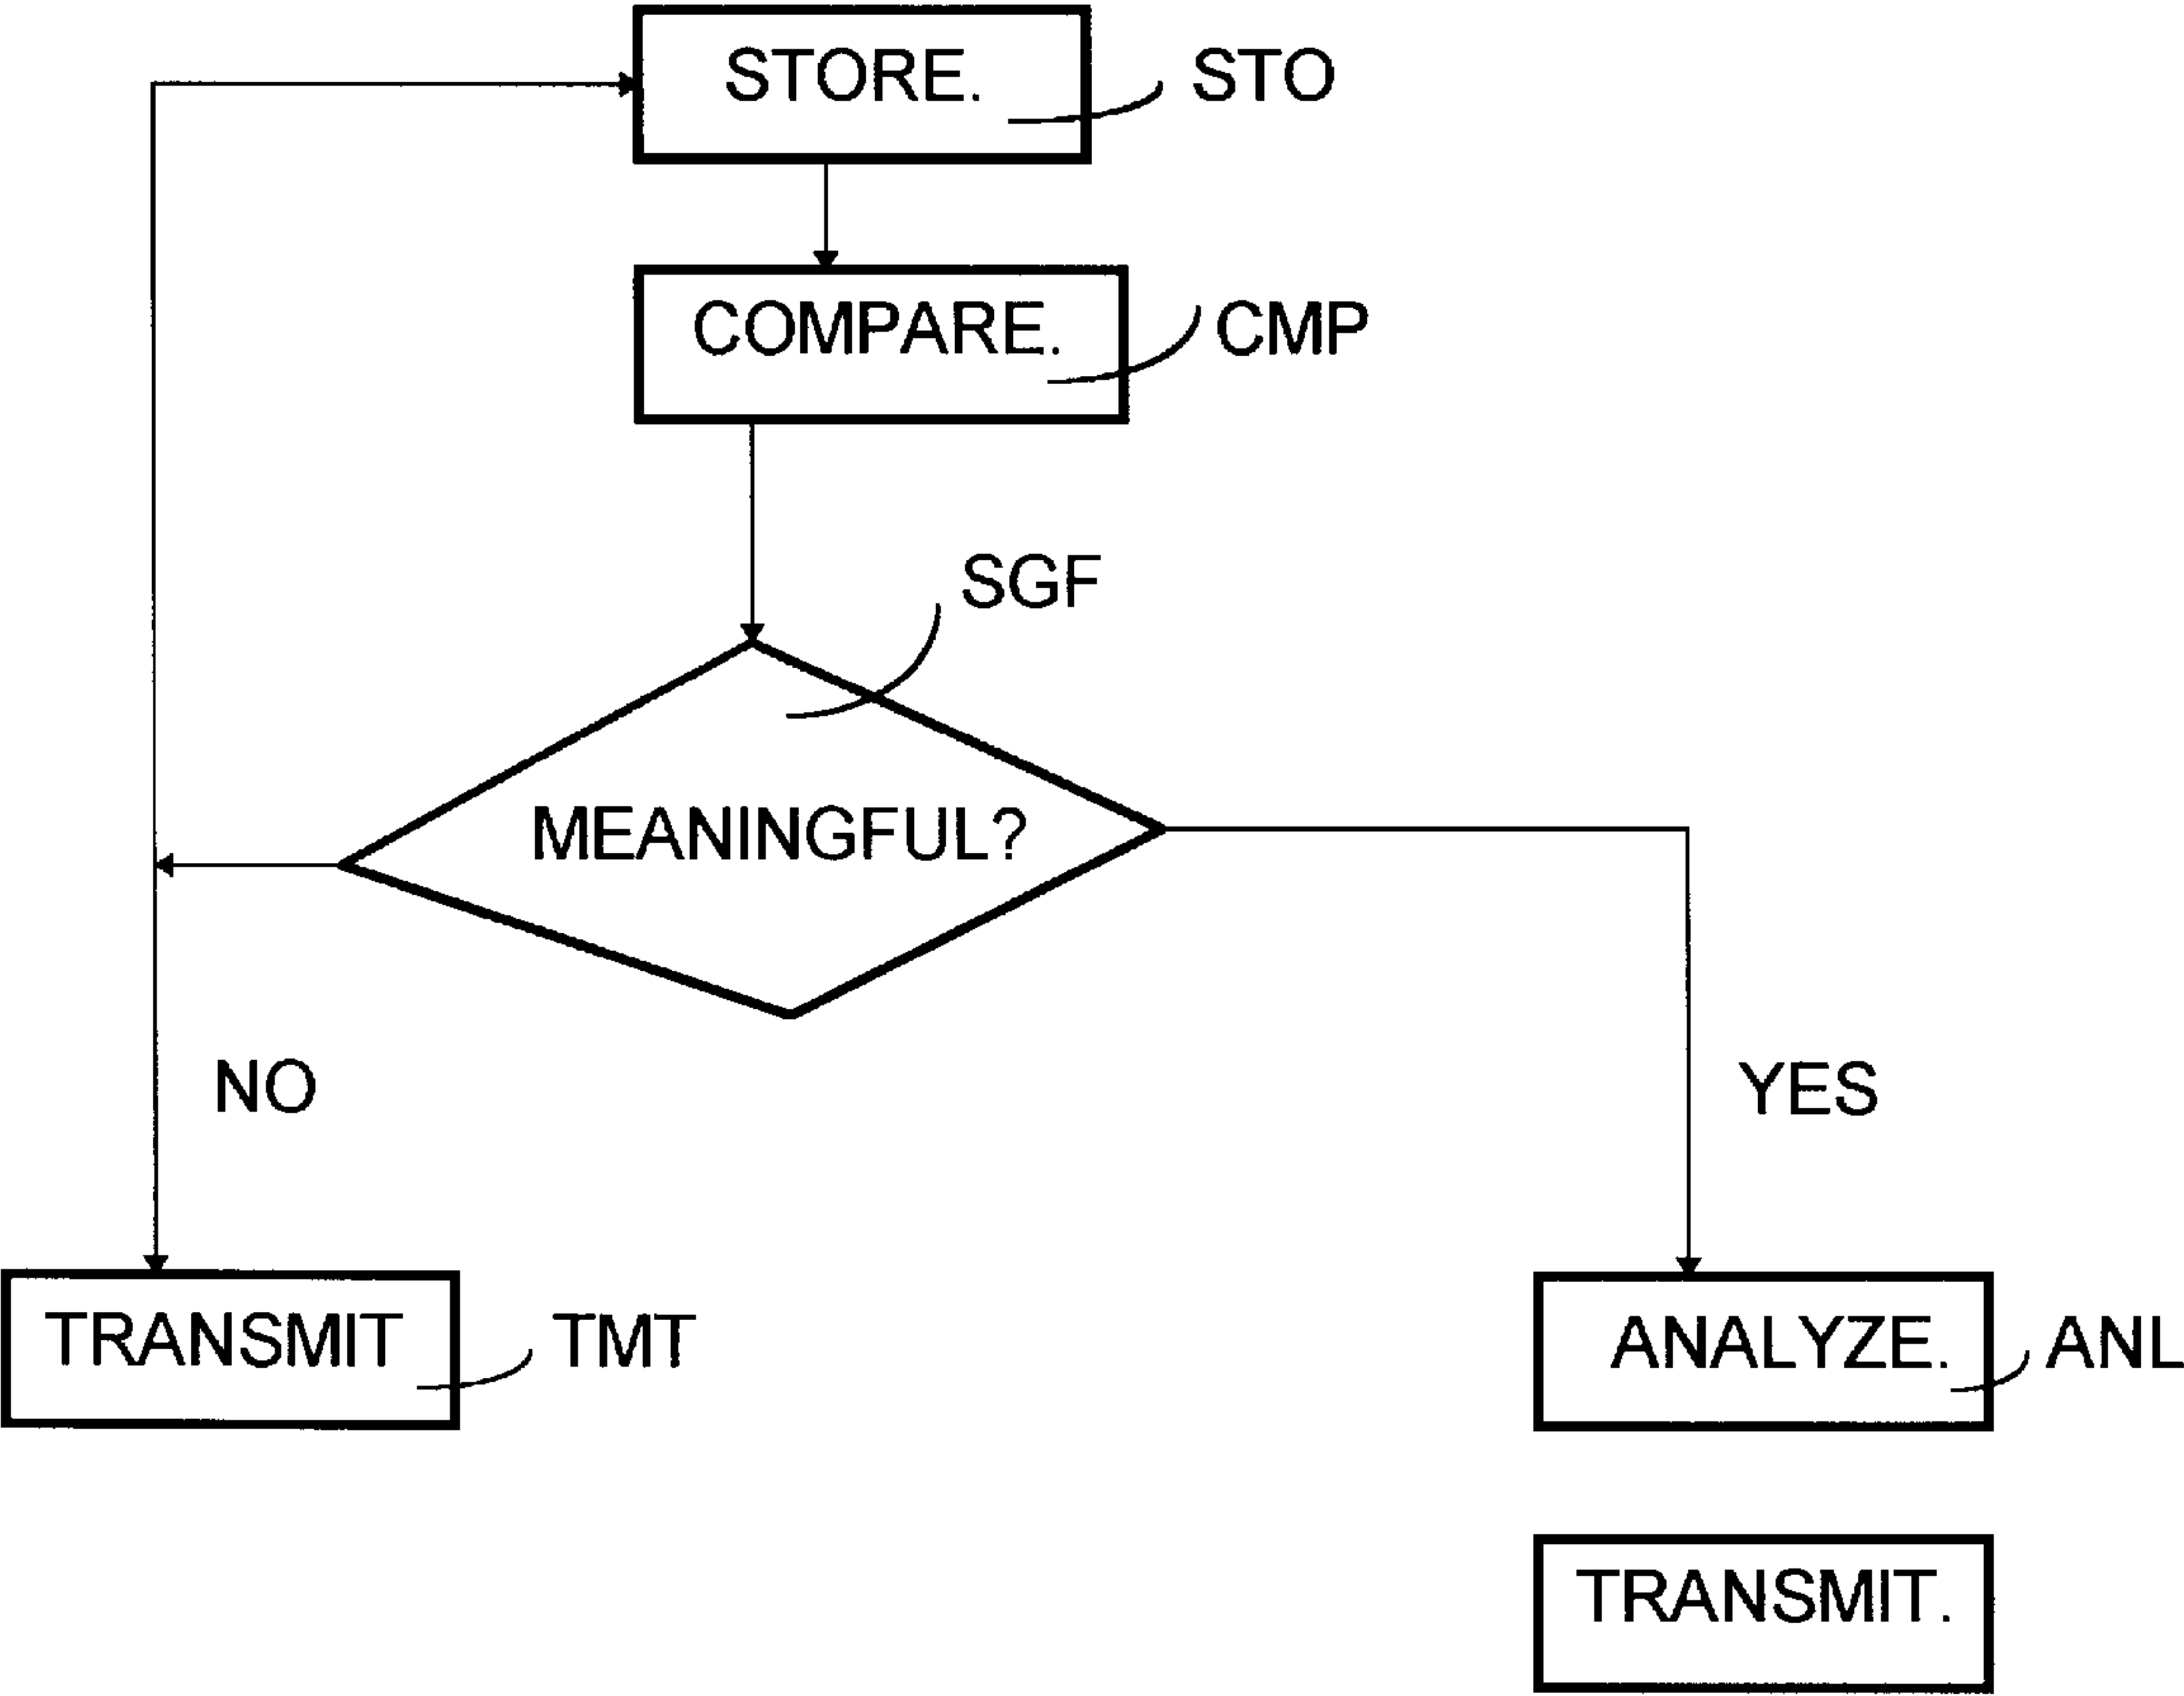 STORE.
STO
COMPARE.
CMP
SGF
MEANINGFUL?
NO
YES
TRANSMIT
TMT
ANALYZE.
ANL
TRANSMIT.